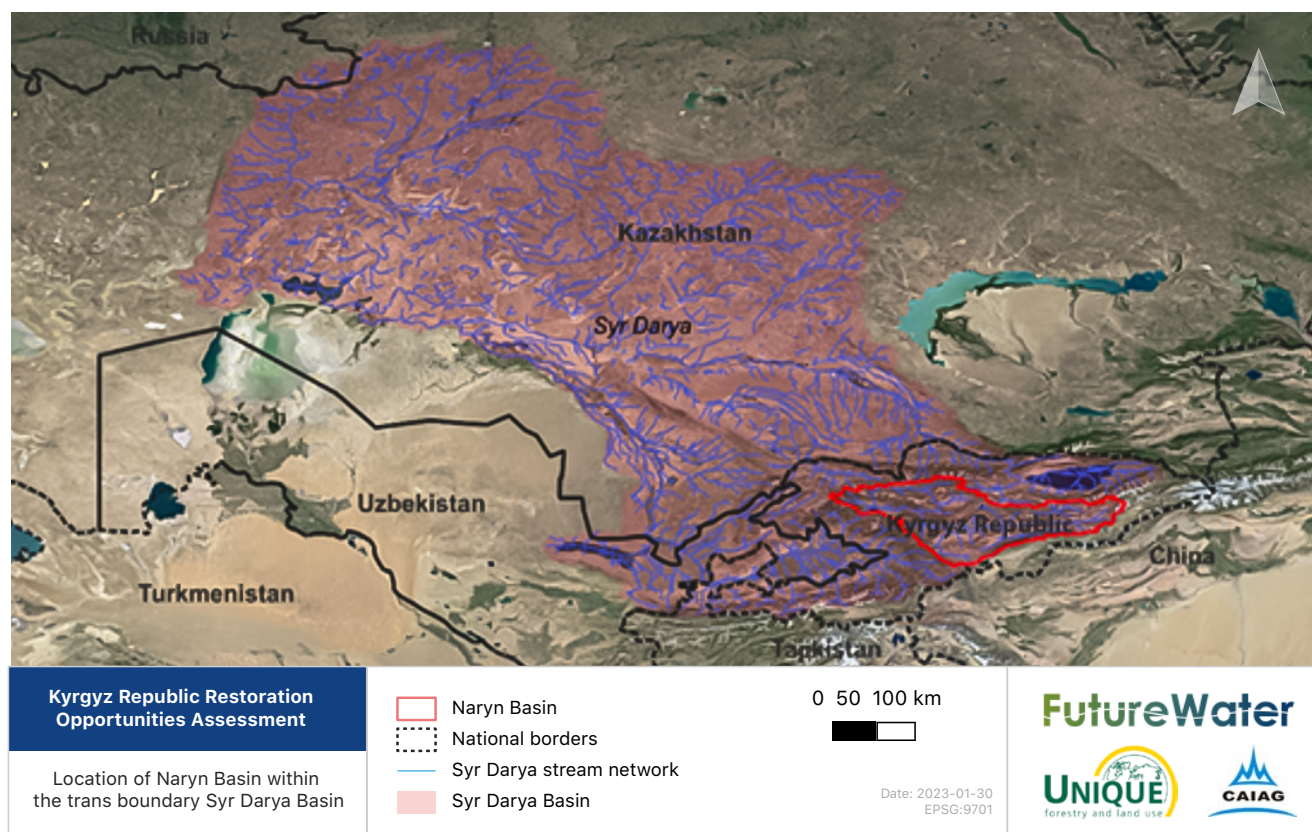 Russia
Kazakhstan
Syr Darya
Uzbekistan
Kyrgyz Republic
China
Turkmenistan
Tajikistan
Kyrgyz Republic Restoration
Opportunities Assessment
Location of Naryn Basin within
the trans boundary Syr Darya Basin
Naryn Basin
National borders
Syr Darya stream network
Syr Darya Basin
0 50 100 km
Date: 2023-01-30
EPSG:9701
FutureWater
UNIQUE
forestry and land use
CAIAG